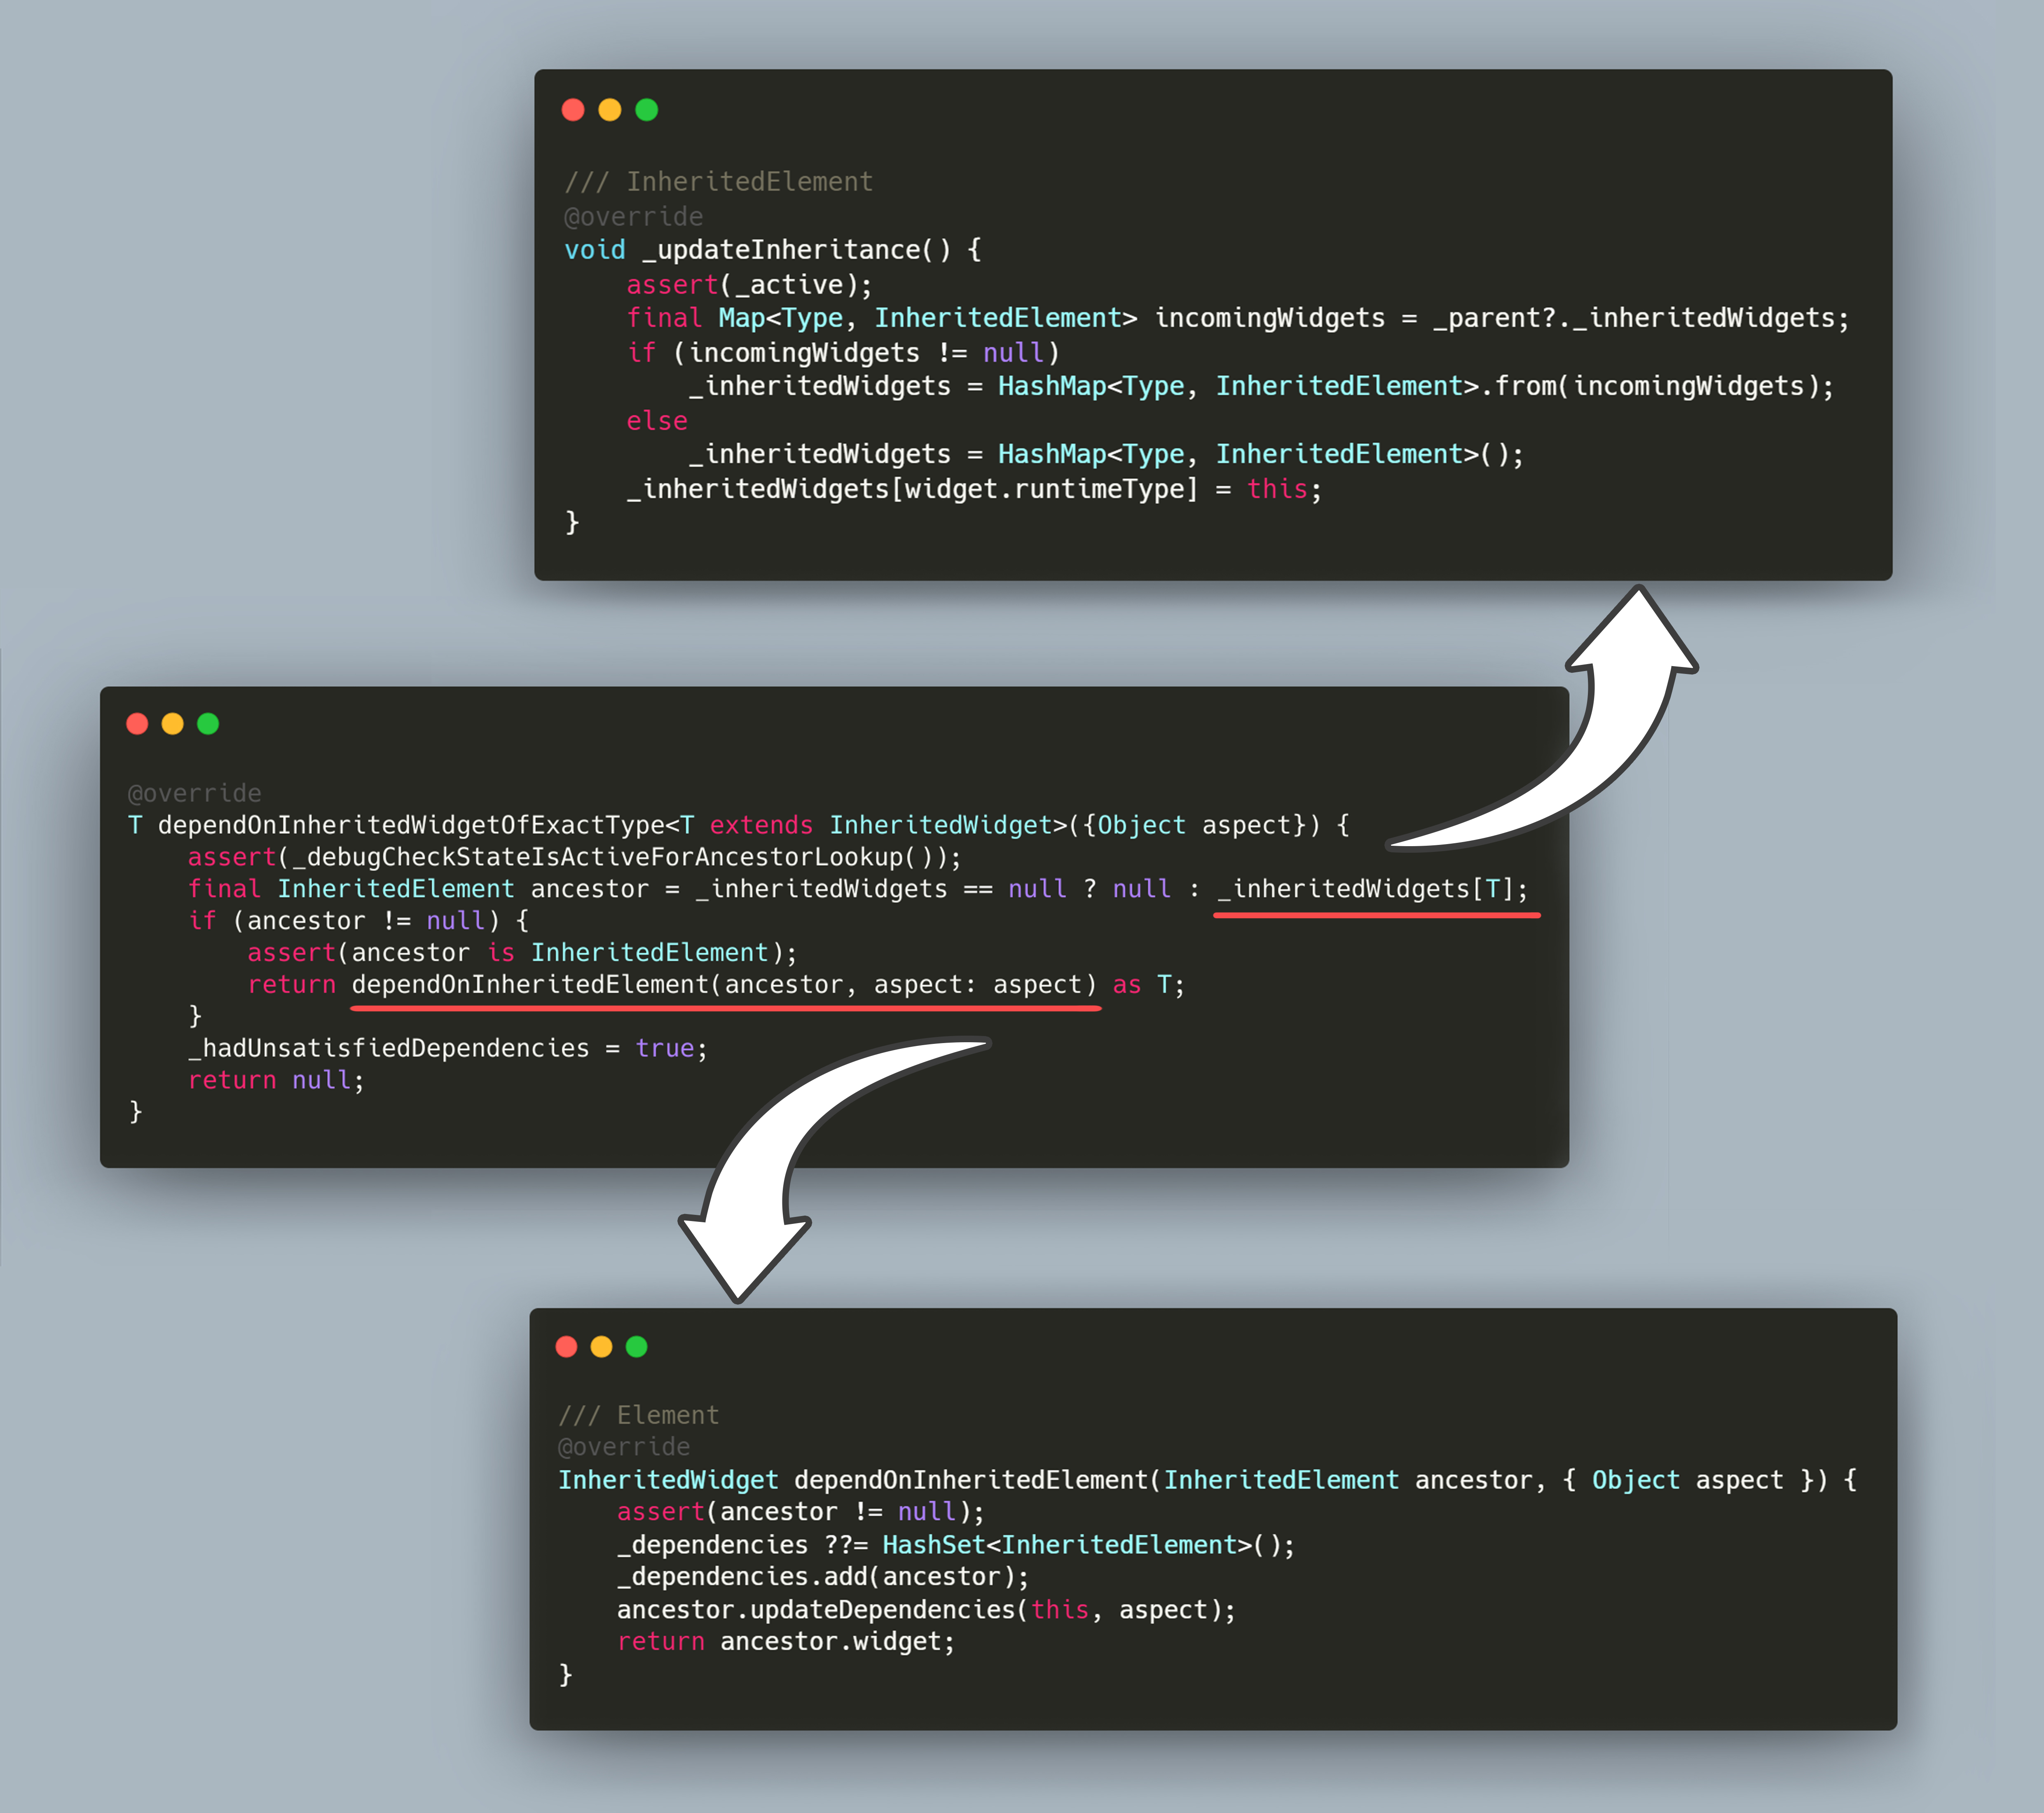 /// InheritedElement
@override
void _updateInheritance() {
    assert(_active);
    final Map<Type, InheritedElement> incomingWidgets = _parent?._inheritedWidgets;
    if (incomingWidgets != null)
        _inheritedWidgets = HashMap<Type, InheritedElement>.from(incomingWidgets);
    else
        _inheritedWidgets = HashMap<Type, InheritedElement>();
    _inheritedWidgets[widget.runtimeType] = this;
}
@override
T dependOnInheritedWidgetOfExactType<T extends InheritedWidget>({Object aspect}) {
    assert(_debugCheckStateIsActiveForAncestorLookup());
    final InheritedElement ancestor = _inheritedWidgets == null ? null : _inheritedWidgets[T];
    if (ancestor != null) {
        assert(ancestor is InheritedElement);
        return dependOnInheritedElement(ancestor, aspect: aspect) as T;
    }
    _hadUnsatisfiedDependencies = true;
    return null;
}
/// Element
@override
InheritedWidget dependOnInheritedElement(InheritedElement ancestor, { Object aspect }) {
    assert(ancestor != null);
    _dependencies ??= HashSet<InheritedElement>();
    _dependencies.add(ancestor);
    ancestor.updateDependencies(this, aspect);
    return ancestor.widget;
}